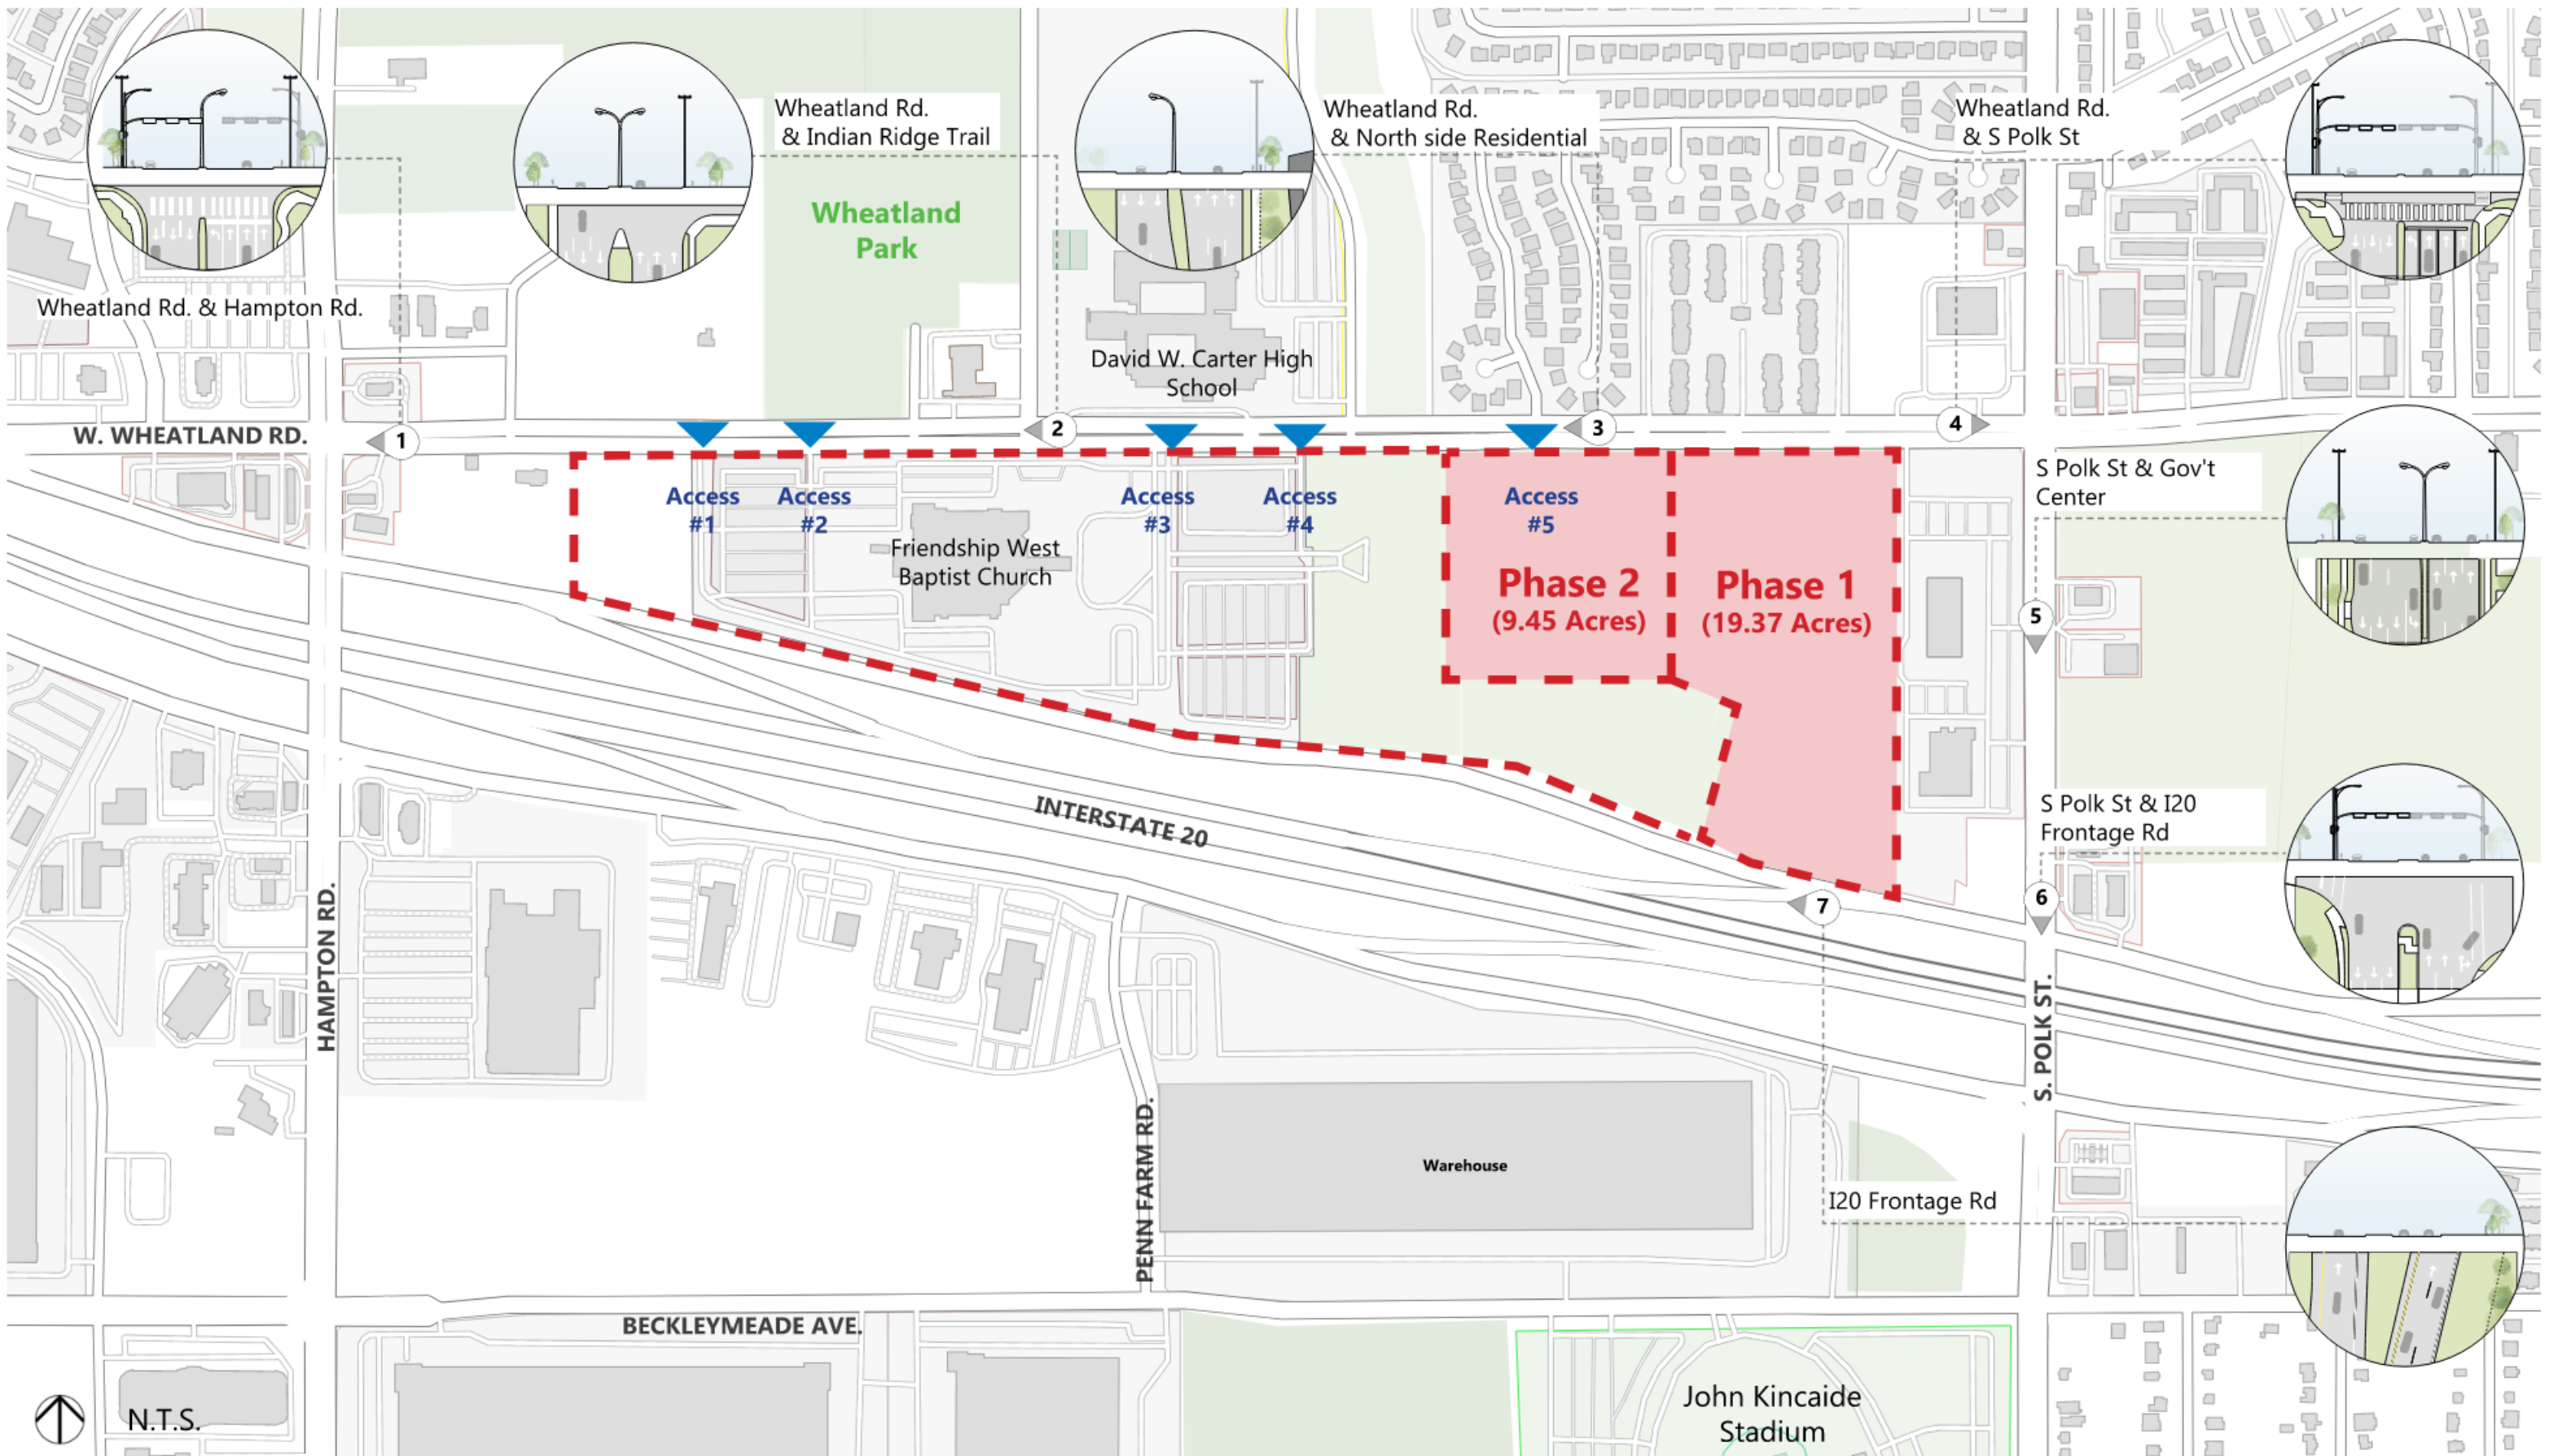 Wheatland Rd.
& Indian Ridge Trail
Wheatland Rd.
& North side Residential
Wheatland Rd.
& S Polk St
Wheatland
Park
Wheatland Rd. & Hampton Rd.
David W. Carter High
School
W. WHEATLAND RD.
1
2
3
4
S Polk St & Gov't
Center
Access
#1
Access
#2
Access
#3
Access
#4
Access
#5
Friendship West
Baptist Church
Phase 2
(9.45 Acres)
Phase 1
(19.37 Acres)
5
INTERSTATE 20
S Polk St & I20
Frontage Rd
6
7
HAMPTON RD.
S. POLK ST.
PENN FARM RD.
Warehouse
I20 Frontage Rd
BECKLEYMEADE AVE.
John Kincaide
Stadium
N.T.S.